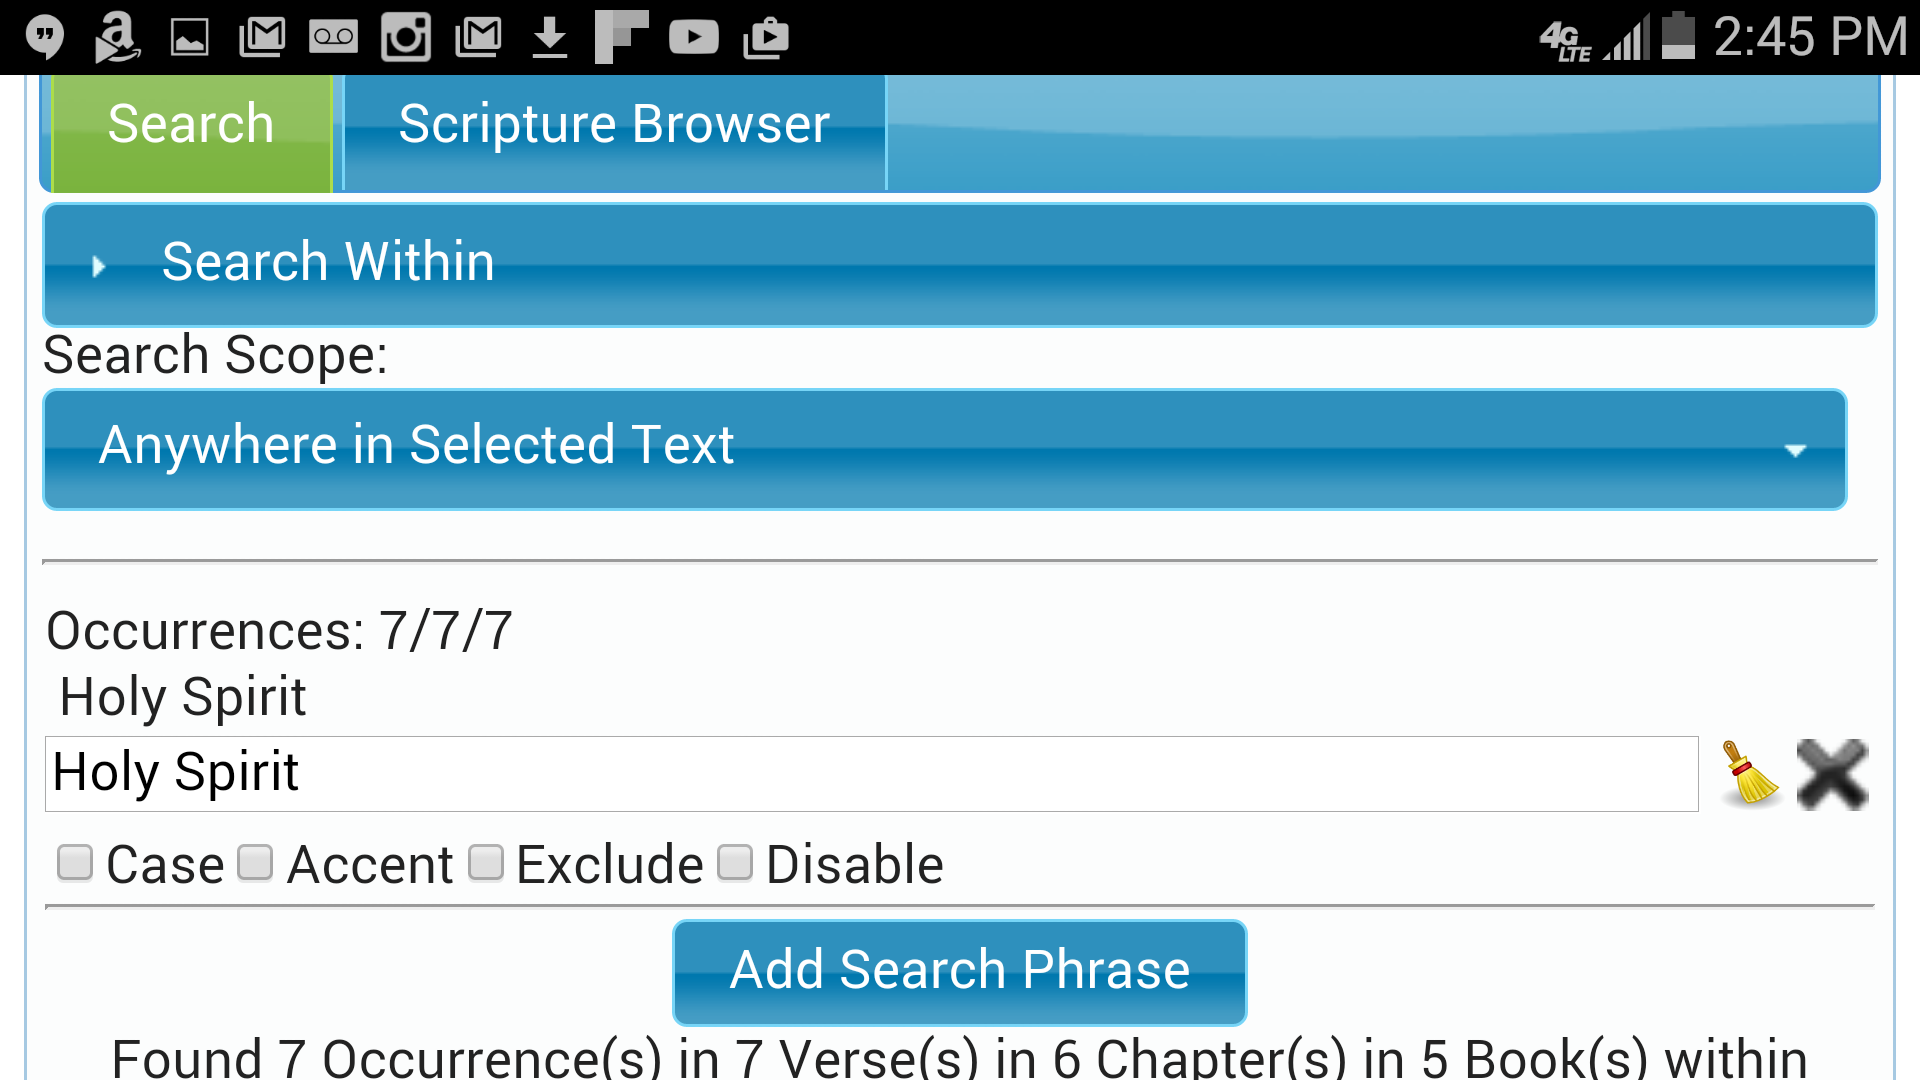 4G LTE 2:45 PM
Search Scripture Browser
Search Within
Search Scope:
Anywhere in Selected Text
Occurrences: 7/7/7
Holy Spirit
Holy Spirit
Case Accent Exclude Disable
Add Search Phrase
Found 7 Occurrence(s) in 7 Verse(s) in 6 Chapter(s) in 5 Book(s) within